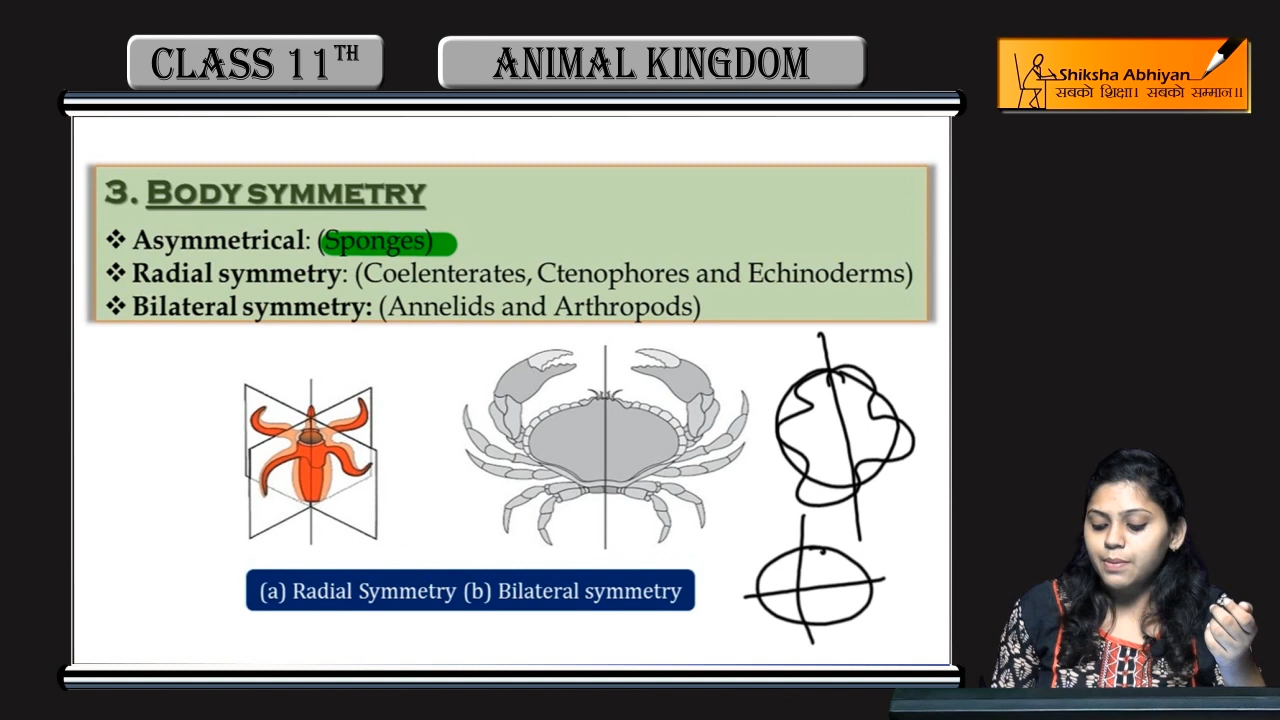 CLASS 11TH
ANIMAL KINGDOM
Shiksha Abhiyan
सबको शिक्षा। सबको सम्मान।।
3. BODY SYMMETRY
❖ Asymmetrical: (Sponges)
❖ Radial symmetry: (Coelenterates, Ctenophores and Echinoderms)
❖ Bilateral symmetry: (Annelids and Arthropods)
(a) Radial Symmetry (b) Bilateral symmetry